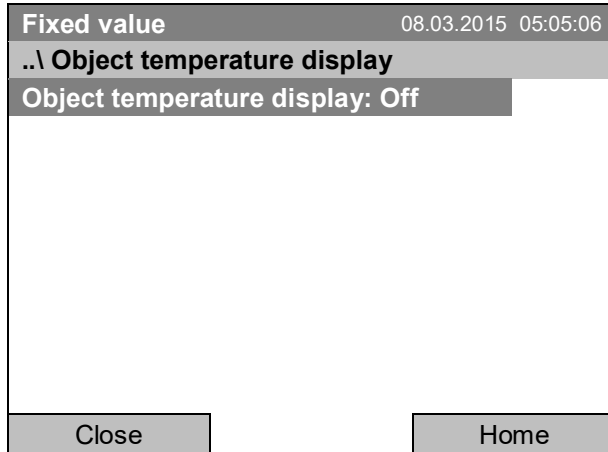 Fixed value 08.03.2015 05:05:06
..\ Object temperature display
Object temperature display: Off
Close Home